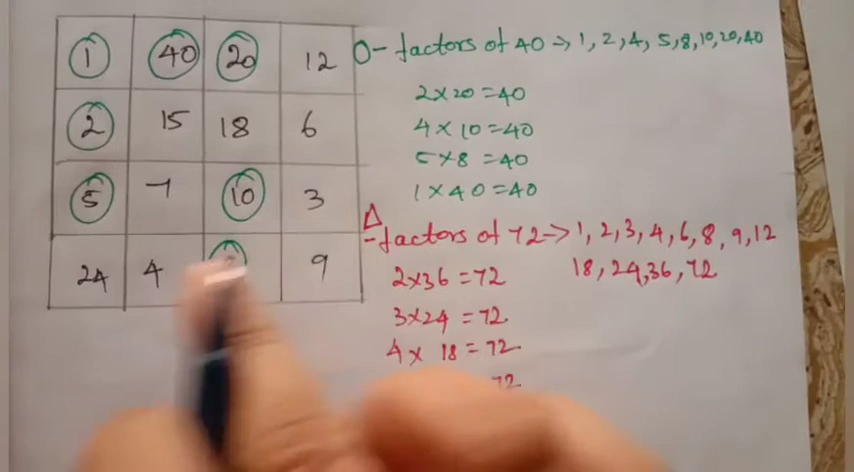 1 40 20 12
2 15 18 6
5 7 10 3
24 4 9
O- factors of 40 → 1, 2, 4, 5, 8, 10, 20, 40
2 × 20 = 40
4 × 10 = 40
5 × 8 = 40
1 × 40 = 40
Δ
- factors of 72 → 1, 2, 3, 4, 6, 8, 9, 12
18, 24, 36, 72
2 × 36 = 72
3 × 24 = 72
4 × 18 = 72
72